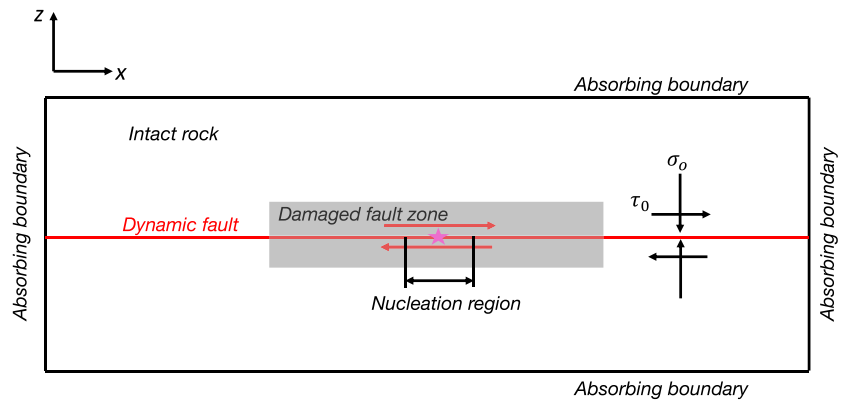 z
x
Absorbing boundary
Intact rock
Absorbing boundary
Absorbing boundary
σₒ
τ₀
Damaged fault zone
Dynamic fault
Nucleation region
Absorbing boundary